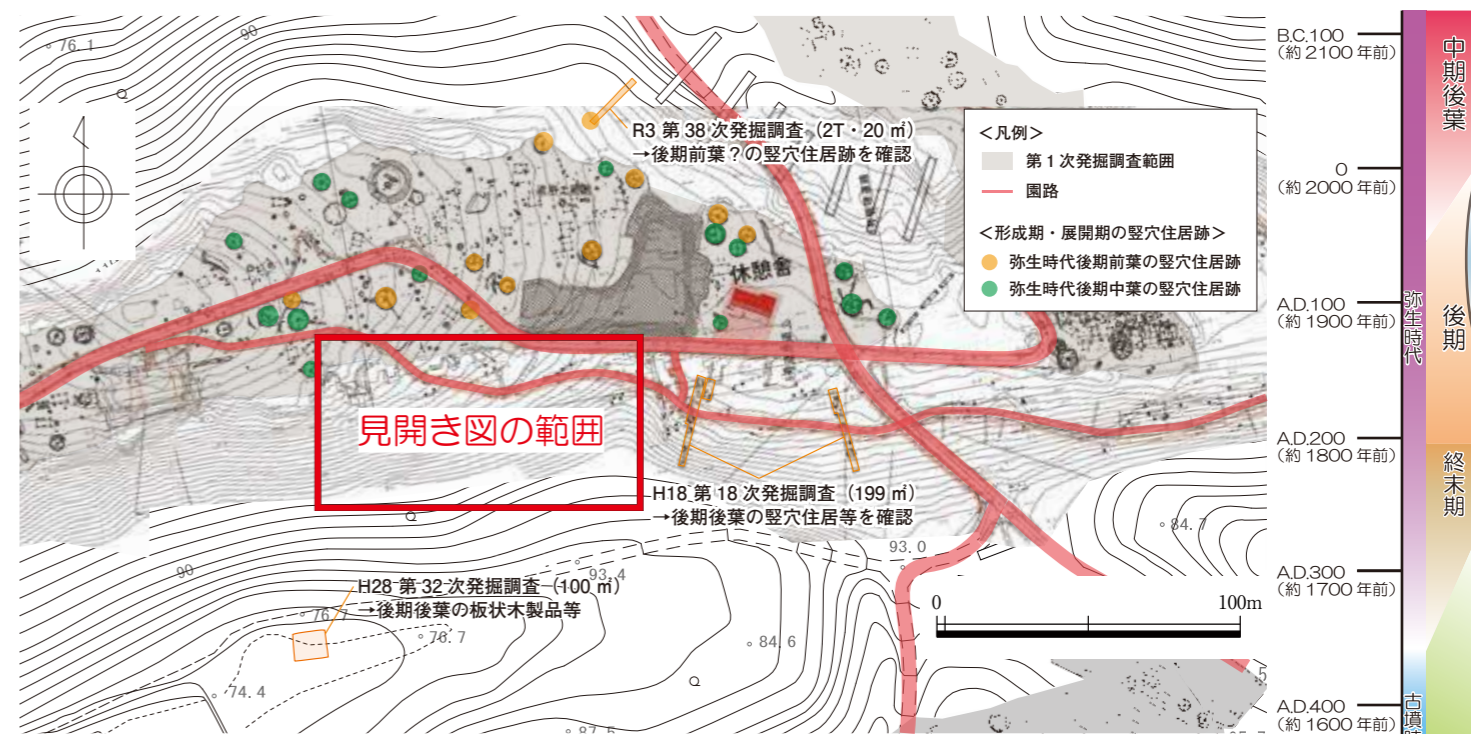 90
76.1
R3 第38次発掘調査（2T・20 ㎡）
→後期前葉？の竪穴住居跡を確認
＜凡例＞
第1次発掘調査範囲
園路
＜形成期・展開期の竪穴住居跡＞
弥生時代後期前葉の竪穴住居跡
弥生時代後期中葉の竪穴住居跡
休憩舎
見開き図の範囲
H18 第18次発掘調査（199 ㎡）
→後期後葉の竪穴住居等を確認
84.7
93.0
90
93.4
H28 第32次発掘調査（100 ㎡）
→後期後葉の板状木製品等
76.7
76.7
84.6
74.4
0
100m
B.C.100
（約2100年前）
0
（約2000年前）
A.D.100
（約1900年前）
A.D.200
（約1800年前）
A.D.300
（約1700年前）
A.D.400
（約1600年前）
弥生時代
中期後葉
後期
終末期